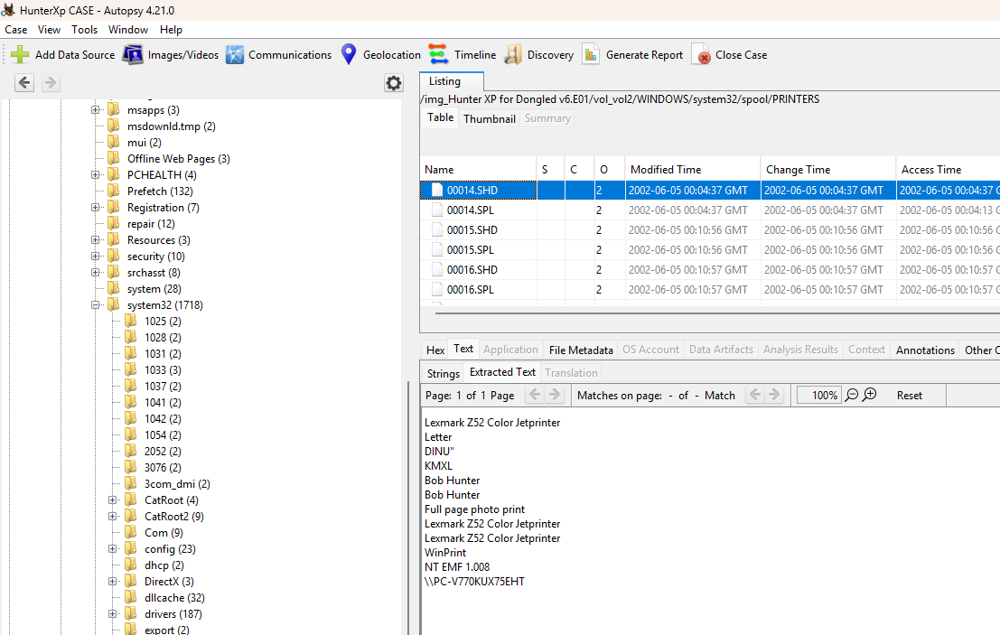 HunterXp CASE - Autopsy 4.21.0
Case View Tools Window Help
Add Data Source Images/Videos Communications Geolocation Timeline Discovery Generate Report Close Case
msapps (3)
msdownld.tmp (2)
mui (2)
Offline Web Pages (3)
PCHEALTH (4)
Prefetch (132)
Registration (7)
repair (12)
Resources (3)
security (10)
srchasst (8)
system (28)
system32 (1718)
1025 (2)
1028 (2)
1031 (2)
1033 (3)
1037 (2)
1041 (2)
1042 (2)
1054 (2)
2052 (2)
3076 (2)
3com_dmi (2)
CatRoot (4)
CatRoot2 (9)
Com (9)
config (23)
dhcp (2)
DirectX (3)
dllcache (32)
drivers (187)
export (2)
Listing
/img_Hunter XP for Dongled v6.E01/vol_vol2/WINDOWS/system32/spool/PRINTERS
Table Thumbnail Summary
Name S C O Modified Time Change Time Access Time
00014.SHD 2 2002-06-05 00:04:37 GMT 2002-06-05 00:04:37 GMT 2002-06-05 00:04:37 G
00014.SPL 2 2002-06-05 00:04:37 GMT 2002-06-05 00:04:37 GMT 2002-06-05 00:04:13 G
00015.SHD 2 2002-06-05 00:10:56 GMT 2002-06-05 00:10:56 GMT 2002-06-05 00:10:56 G
00015.SPL 2 2002-06-05 00:10:56 GMT 2002-06-05 00:10:56 GMT 2002-06-05 00:10:56 G
00016.SHD 2 2002-06-05 00:10:57 GMT 2002-06-05 00:10:57 GMT 2002-06-05 00:10:57 G
00016.SPL 2 2002-06-05 00:10:57 GMT 2002-06-05 00:10:57 GMT 2002-06-05 00:10:57 G
Hex Text Application File Metadata OS Account Data Artifacts Analysis Results Context Annotations Other
Strings Extracted Text Translation
Page: 1 of 1 Page Matches on page: - of - Match 100% Reset
Lexmark Z52 Color Jetprinter
Letter
DINU"
KMXL
Bob Hunter
Bob Hunter
Full page photo print
Lexmark Z52 Color Jetprinter
Lexmark Z52 Color Jetprinter
WinPrint
NT EMF 1.008
\\PC-V770KUX75EHT